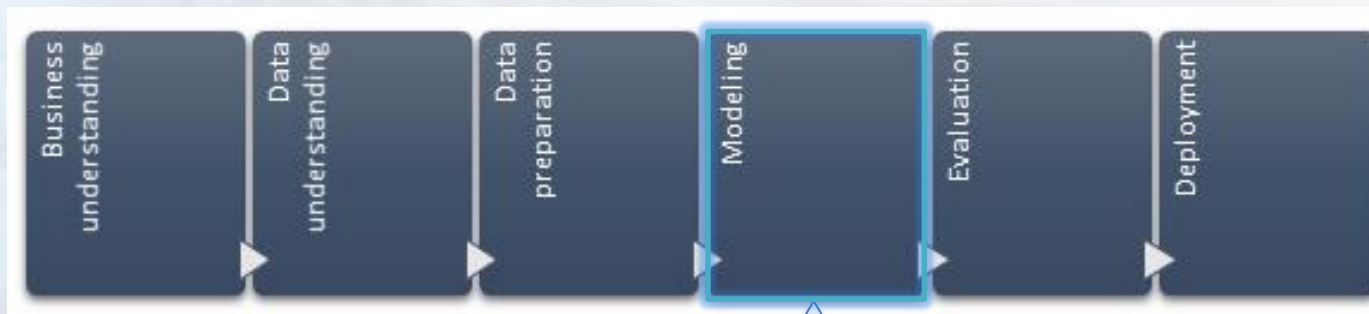 Business
understanding
Data
understanding
Data
preparation
Modeling
Evaluation
Deployment